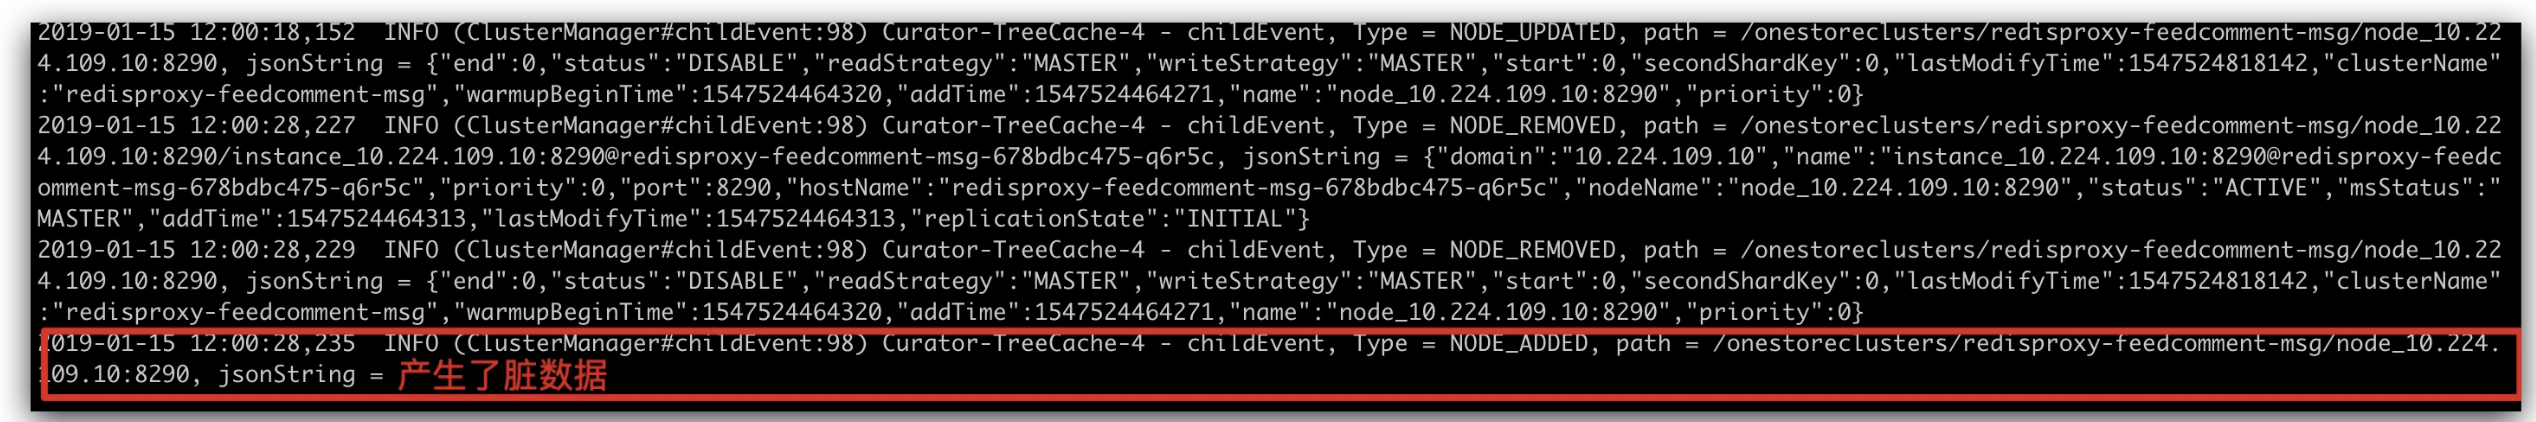 2019-01-15 12:00:18,152  INFO (ClusterManager#childEvent:98) Curator-TreeCache-4 - childEvent, Type = NODE_UPDATED, path = /onestoreclusters/redisproxy-feedcomment-msg/node_10.22
4.109.10:8290, jsonString = {"end":0,"status":"DISABLE","readStrategy":"MASTER","writeStrategy":"MASTER","start":0,"secondShardKey":0,"lastModifyTime":1547524818142,"clusterName"
:"redisproxy-feedcomment-msg","warmupBeginTime":1547524464320,"addTime":1547524464271,"name":"node_10.224.109.10:8290","priority":0}
2019-01-15 12:00:28,227  INFO (ClusterManager#childEvent:98) Curator-TreeCache-4 - childEvent, Type = NODE_REMOVED, path = /onestoreclusters/redisproxy-feedcomment-msg/node_10.22
4.109.10:8290/instance_10.224.109.10:8290@redisproxy-feedcomment-msg-678bdbc475-q6r5c, jsonString = {"domain":"10.224.109.10","name":"instance_10.224.109.10:8290@redisproxy-feedc
omment-msg-678bdbc475-q6r5c","priority":0,"port":8290,"hostName":"redisproxy-feedcomment-msg-678bdbc475-q6r5c","nodeName":"node_10.224.109.10:8290","status":"ACTIVE","msStatus":"
MASTER","addTime":1547524464313,"lastModifyTime":1547524464313,"replicationState":"INITIAL"}
2019-01-15 12:00:28,229  INFO (ClusterManager#childEvent:98) Curator-TreeCache-4 - childEvent, Type = NODE_REMOVED, path = /onestoreclusters/redisproxy-feedcomment-msg/node_10.22
4.109.10:8290, jsonString = {"end":0,"status":"DISABLE","readStrategy":"MASTER","writeStrategy":"MASTER","start":0,"secondShardKey":0,"lastModifyTime":1547524818142,"clusterName"
:"redisproxy-feedcomment-msg","warmupBeginTime":1547524464320,"addTime":1547524464271,"name":"node_10.224.109.10:8290","priority":0}
2019-01-15 12:00:28,235  INFO (ClusterManager#childEvent:98) Curator-TreeCache-4 - childEvent, Type = NODE_ADDED, path = /onestoreclusters/redisproxy-feedcomment-msg/node_10.224.
109.10:8290, jsonString = 产生了脏数据